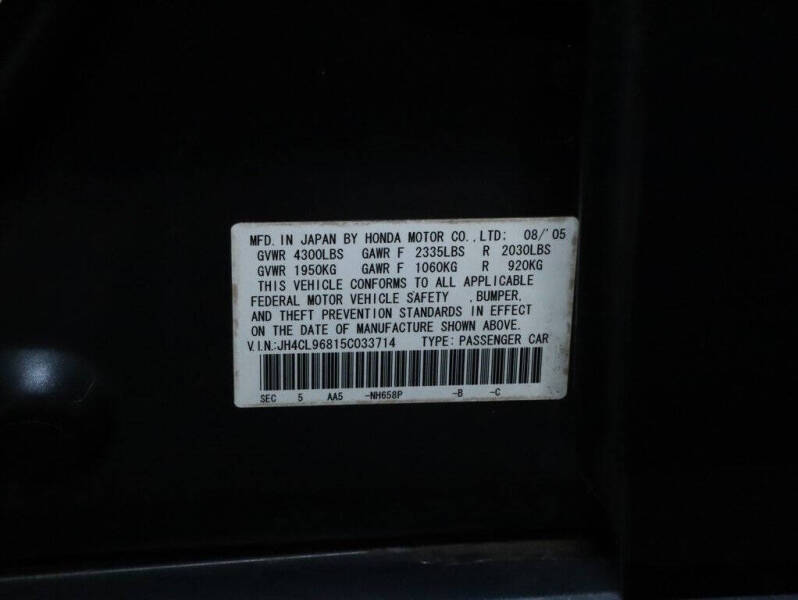 MFD. IN JAPAN BY HONDA MOTOR CO., LTD: 08/'05
GVWR 4300LBS GAWR F 2335LBS R 2030LBS
GVWR 1950KG GAWR F 1060KG R 920KG
THIS VEHICLE CONFORMS TO ALL APPLICABLE
FEDERAL MOTOR VEHICLE SAFETY , BUMPER,
AND THEFT PREVENTION STANDARDS IN EFFECT
ON THE DATE OF MANUFACTURE SHOWN ABOVE.
V.I.N.:JH4CL96815C033714 TYPE: PASSENGER CAR
SEC 5 AA5 -NH658P -B -C